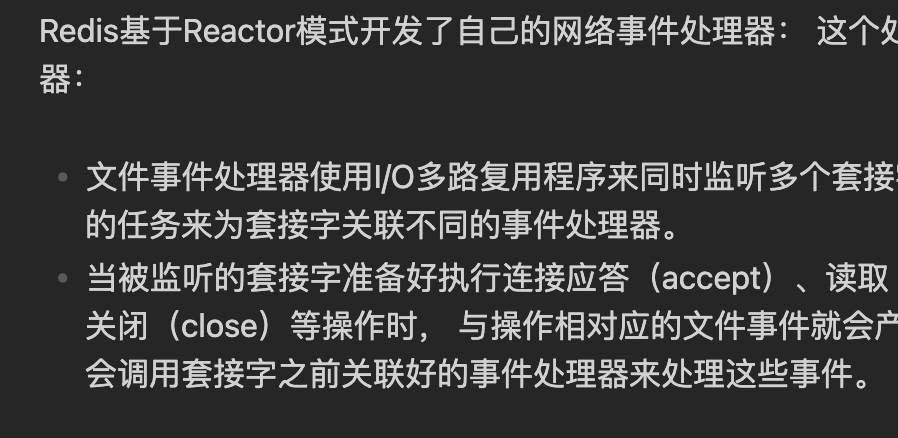 Redis基于Reactor模式开发了自己的网络事件处理器： 这个处
器：
文件事件处理器使用I/O多路复用程序来同时监听多个套接
的任务来为套接字关联不同的事件处理器。
当被监听的套接字准备好执行连接应答（accept）、读取
关闭（close）等操作时， 与操作相对应的文件事件就会产
会调用套接字之前关联好的事件处理器来处理这些事件。